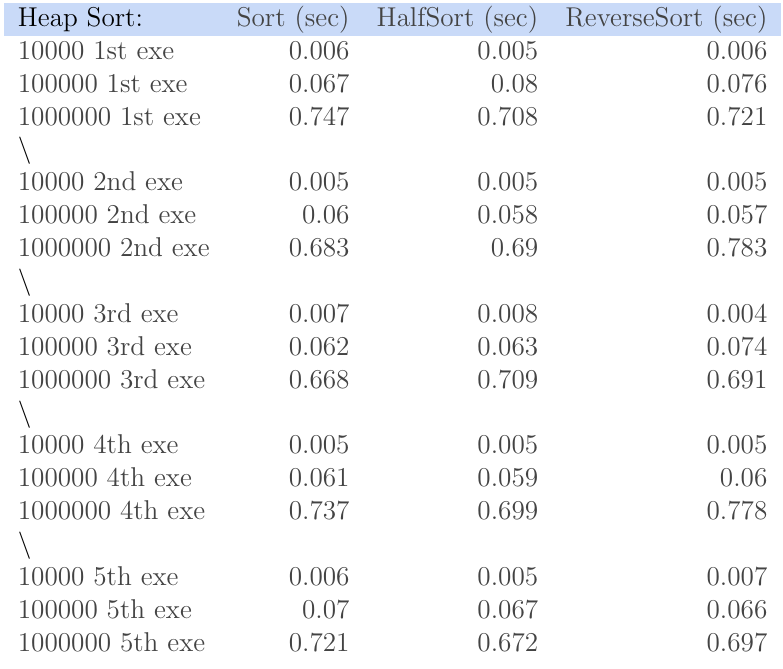 Heap Sort: Sort (sec) HalfSort (sec) ReverseSort (sec)
10000 1st exe 0.006 0.005 0.006
100000 1st exe 0.067 0.08 0.076
1000000 1st exe 0.747 0.708 0.721
\
10000 2nd exe 0.005 0.005 0.005
100000 2nd exe 0.06 0.058 0.057
1000000 2nd exe 0.683 0.69 0.783
\
10000 3rd exe 0.007 0.008 0.004
100000 3rd exe 0.062 0.063 0.074
1000000 3rd exe 0.668 0.709 0.691
\
10000 4th exe 0.005 0.005 0.005
100000 4th exe 0.061 0.059 0.06
1000000 4th exe 0.737 0.699 0.778
\
10000 5th exe 0.006 0.005 0.007
100000 5th exe 0.07 0.067 0.066
1000000 5th exe 0.721 0.672 0.697